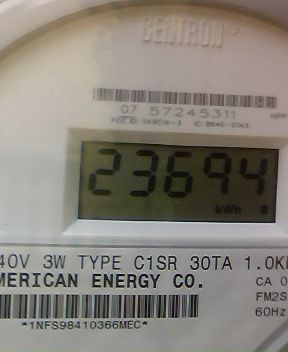 CENTRON®
07 57245311
23694
kWh
40V 3W TYPE C1SR 30TA 1.0K
MERICAN ENERGY CO.
CA 0
FM2S
60Hz
*1NFS98410366MEC*